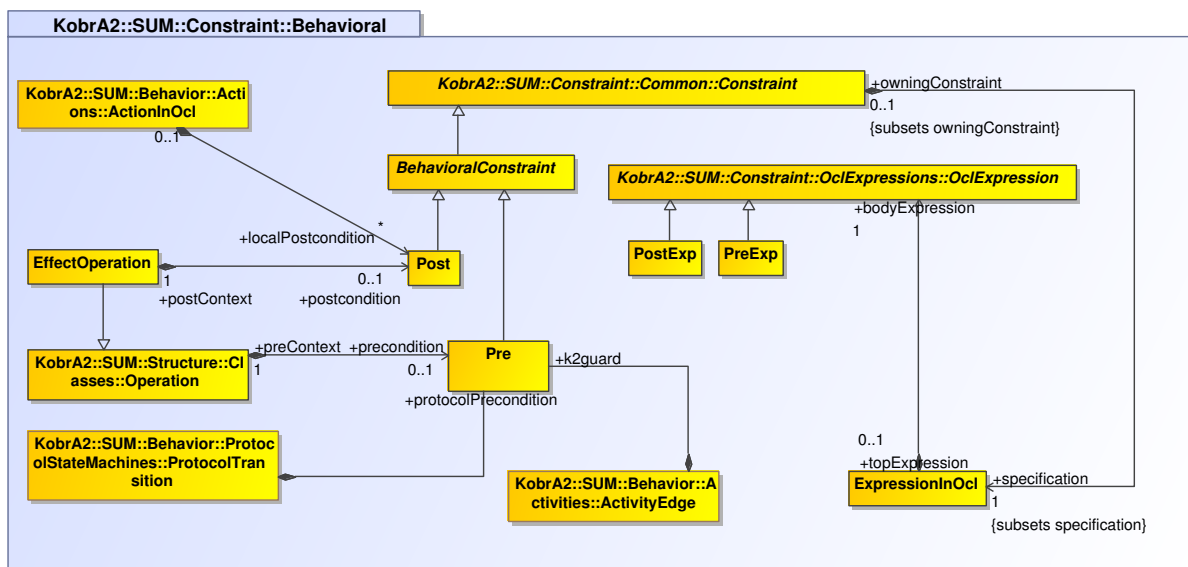 KobrA2::SUM::Constraint::Behavioral
KobrA2::SUM::Behavior::Acti
ons::ActionInOcl
0..1
KobrA2::SUM::Constraint::Common::Constraint
+owningConstraint
0..1
{subsets owningConstraint}
BehavioralConstraint
KobrA2::SUM::Constraint::OclExpressions::OclExpression
+bodyExpression
1
*
+localPostcondition
EffectOperation
1
+postContext
0..1
+postcondition
Post
PostExp
PreExp
KobrA2::SUM::Structure::Cl
asses::Operation
+preContext
1
+precondition
0..1
Pre
+k2guard
+protocolPrecondition
KobrA2::SUM::Behavior::Protoc
olStateMachines::ProtocolTran
sition
KobrA2::SUM::Behavior::A
ctivities::ActivityEdge
0..1
+topExpression
ExpressionInOcl
+specification
1
{subsets specification}